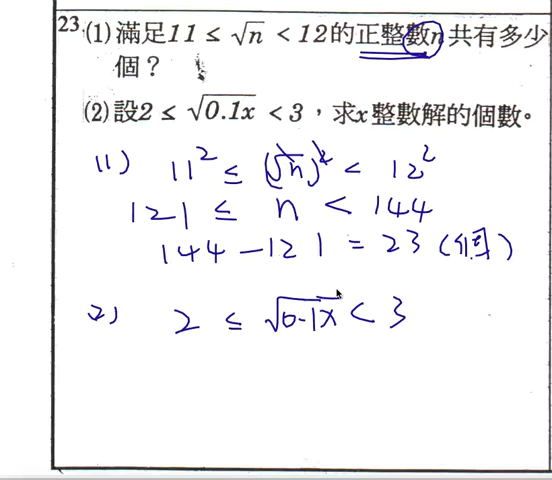 23.(1)滿足11 ≤ √n < 12的正整數n共有多少
個？
(2)設2 ≤ √0.1x < 3，求x整數解的個數。
(1) 11² ≤ (√n)² < 12²
121 ≤ n < 144
144 - 121 = 23 (個)
2) 2 ≤ √0.1x < 3